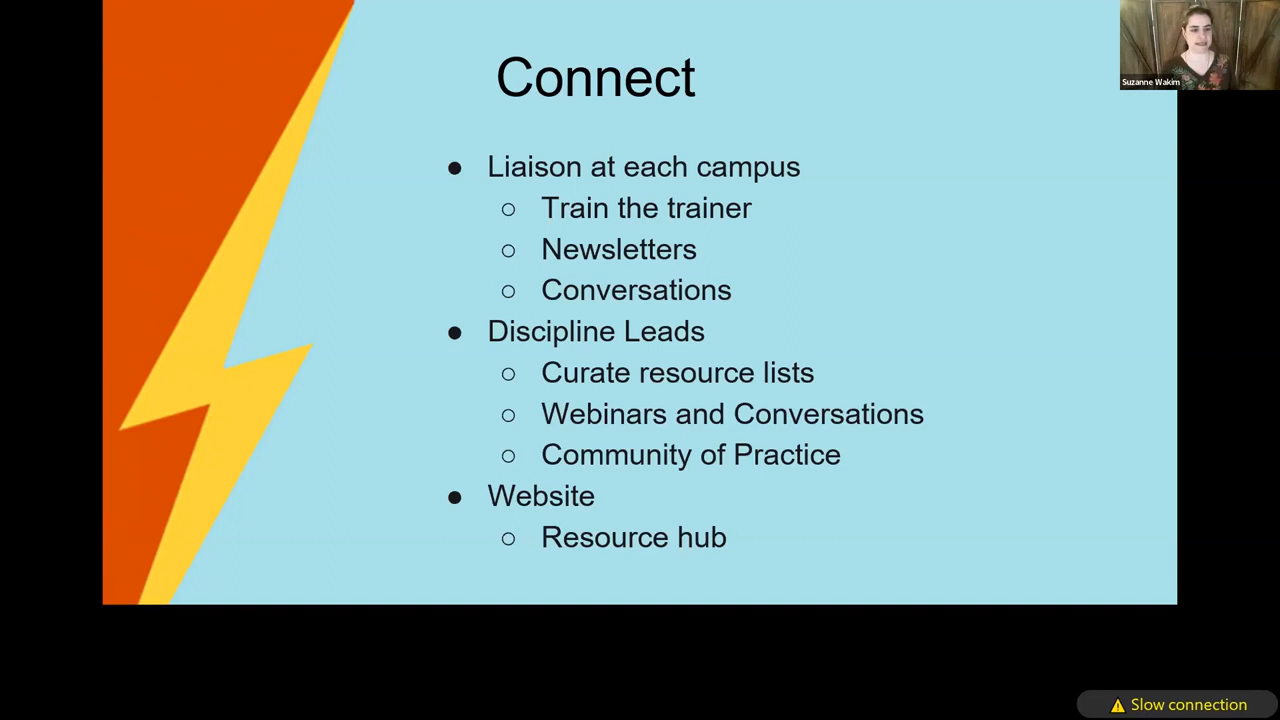 Connect
Suzanne Wakim
● Liaison at each campus
○ Train the trainer
○ Newsletters
○ Conversations
● Discipline Leads
○ Curate resource lists
○ Webinars and Conversations
○ Community of Practice
● Website
○ Resource hub
Slow connection